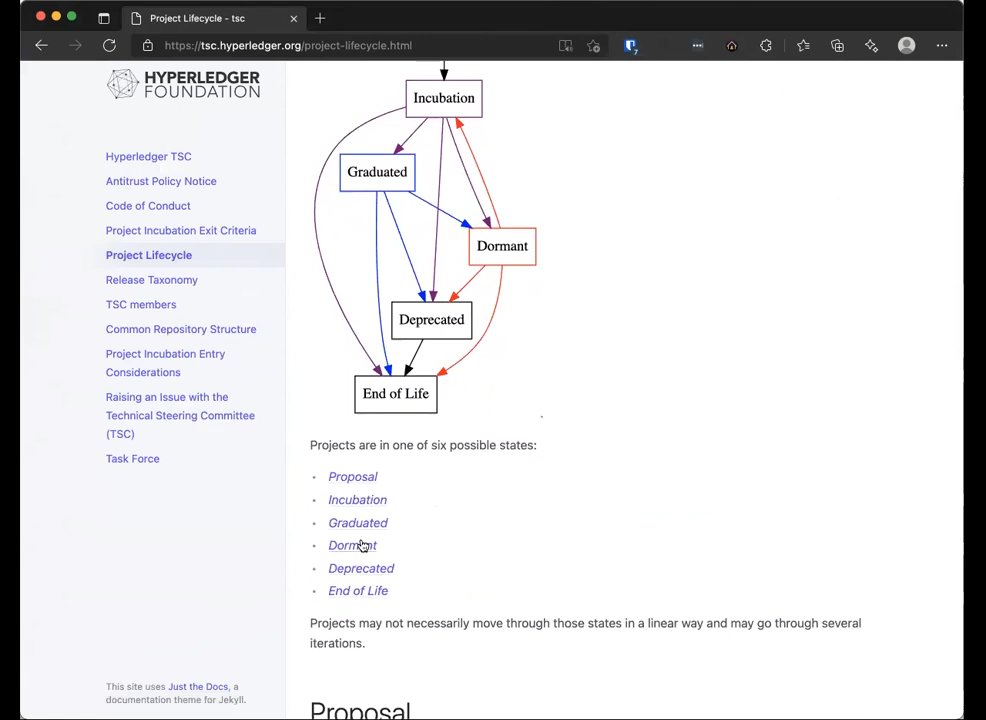 Project Lifecycle - tsc
https://tsc.hyperledger.org/project-lifecycle.html
7
HYPERLEDGER
FOUNDATION
Hyperledger TSC
Antitrust Policy Notice
Code of Conduct
Project Incubation Exit Criteria
Project Lifecycle
Release Taxonomy
TSC members
Common Repository Structure
Project Incubation Entry
Considerations
Raising an Issue with the
Technical Steering Committee
(TSC)
Task Force
This site uses Just the Docs, a
documentation theme for Jekyll.
Incubation
Graduated
Dormant
Deprecated
End of Life
Projects are in one of six possible states:
• Proposal
• Incubation
• Graduated
• Dormant
• Deprecated
• End of Life
Projects may not necessarily move through those states in a linear way and may go through several
iterations.
Proposal